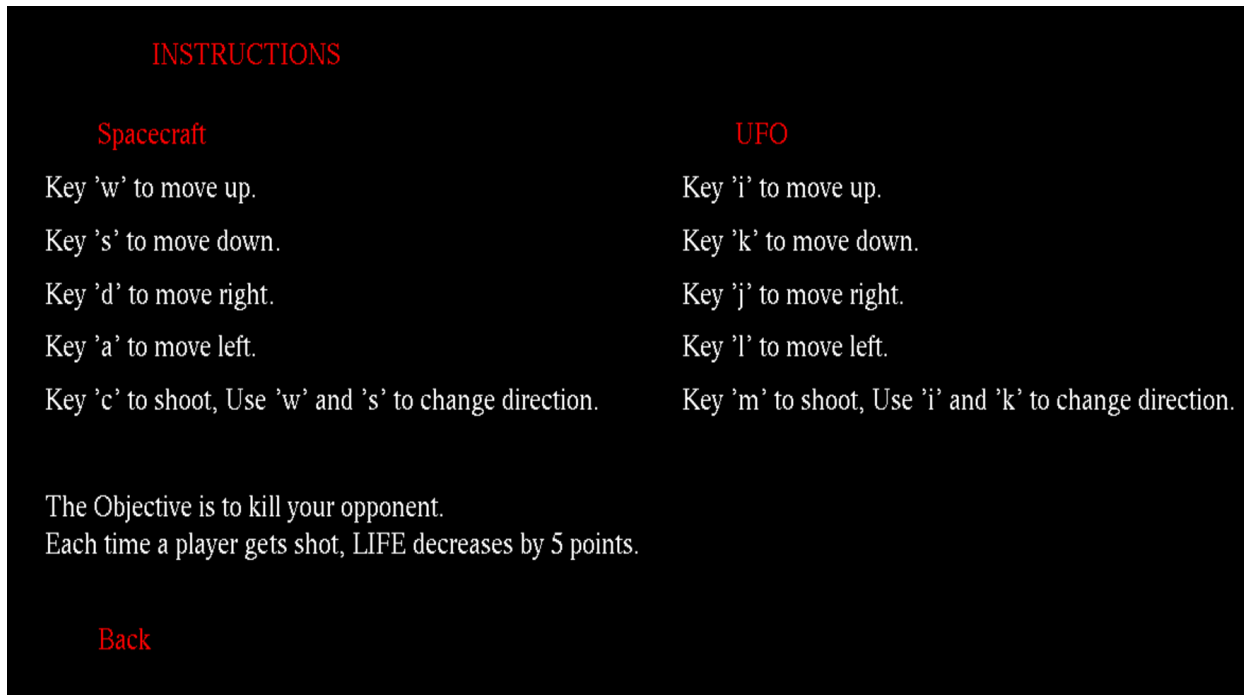 INSTRUCTIONS
Spacecraft
Key ’w’ to move up.
Key ’s’ to move down.
Key ’d’ to move right.
Key ’a’ to move left.
Key ’c’ to shoot, Use ’w’ and ’s’ to change direction.
UFO
Key ’i’ to move up.
Key ’k’ to move down.
Key ’j’ to move right.
Key ’l’ to move left.
Key ’m’ to shoot, Use ’i’ and ’k’ to change direction.
The Objective is to kill your opponent.
Each time a player gets shot, LIFE decreases by 5 points.
Back